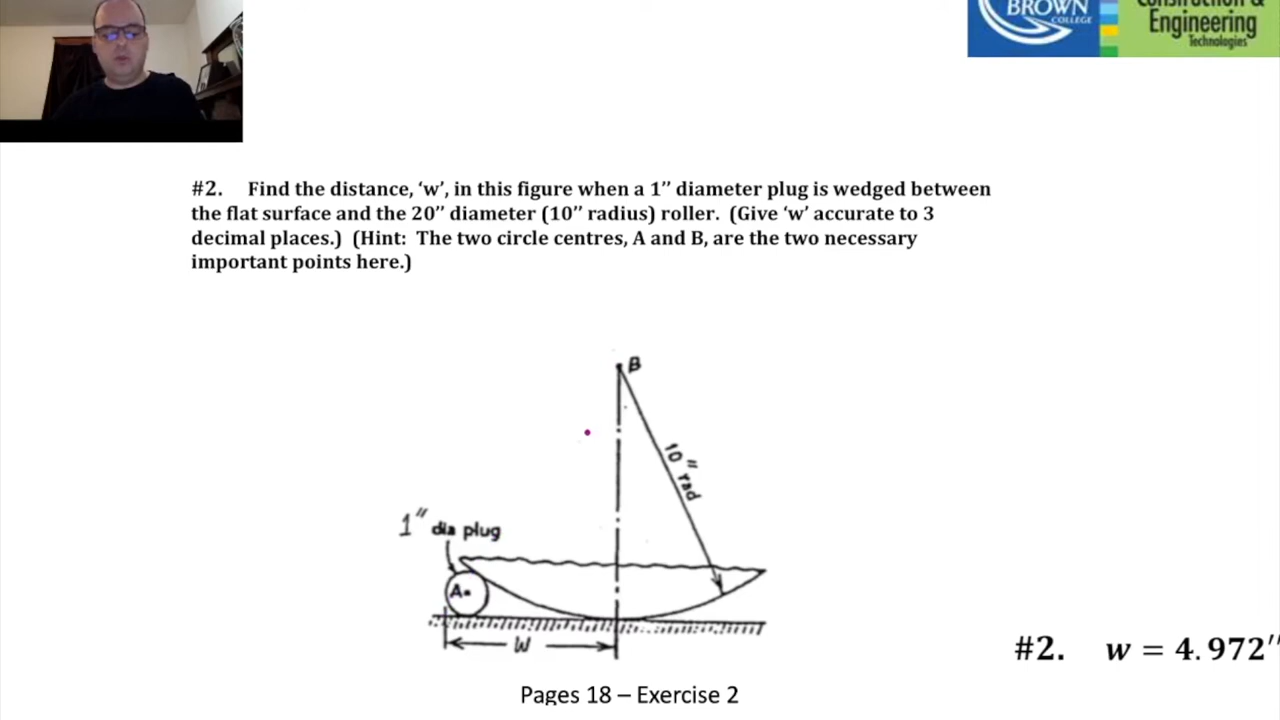 BROWN
COLLEGE
Construction &
Engineering
Technologies
#2. Find the distance, ‘w’, in this figure when a 1” diameter plug is wedged between
the flat surface and the 20” diameter (10” radius) roller. (Give ‘w’ accurate to 3
decimal places.) (Hint: The two circle centres, A and B, are the two necessary
important points here.)
B
10" rad
1" dia plug
A
W
#2. w = 4.972"
Pages 18 – Exercise 2